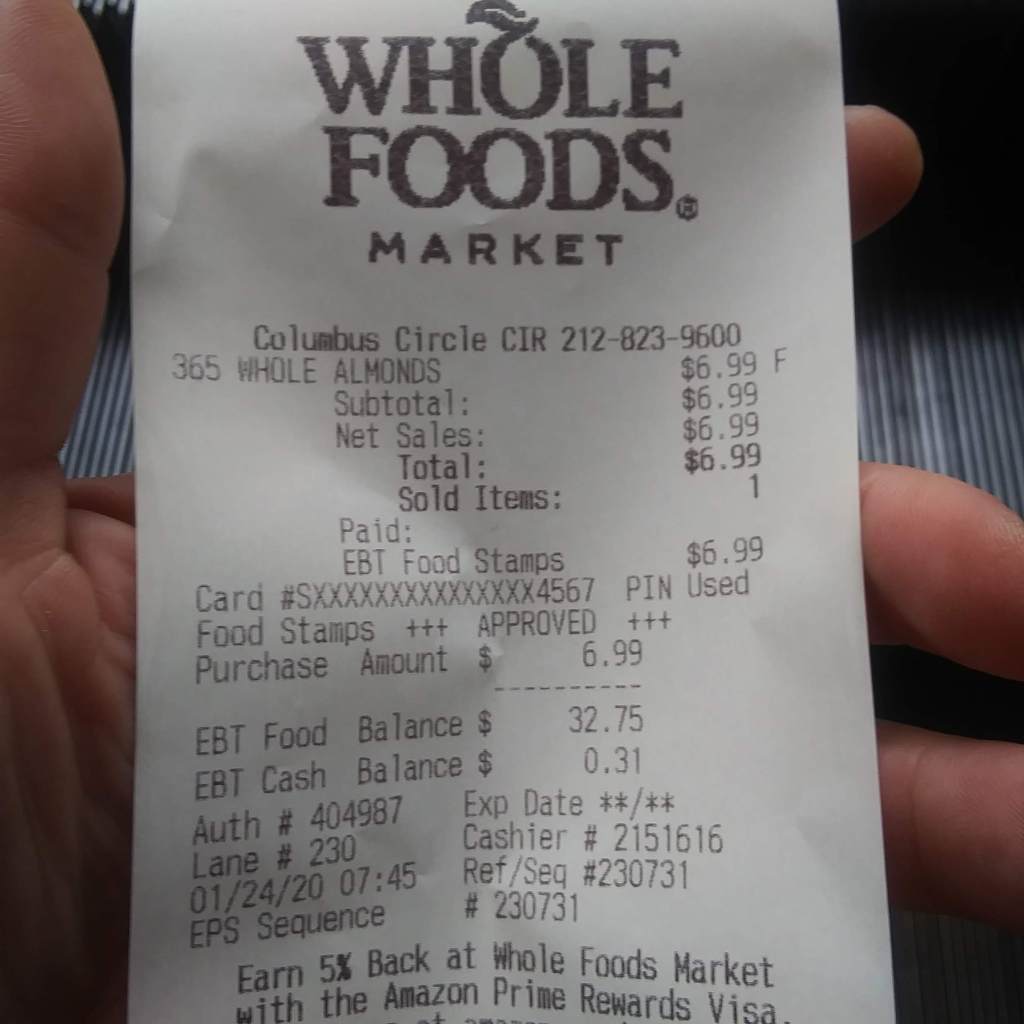 WHOLE
FOODS®
MARKET
Columbus Circle CIR 212-823-9600
365 WHOLE ALMONDS $6.99 F
Subtotal: $6.99
Net Sales: $6.99
Total: $6.99
Sold Items: 1
Paid:
EBT Food Stamps $6.99
Card #SXXXXXXXXXXXXXXX4567 PIN Used
Food Stamps +++ APPROVED +++
Purchase Amount $ 6.99
----------
EBT Food Balance $ 32.75
EBT Cash Balance $ 0.31
Auth # 404987 Exp Date **/**
Lane # 230 Cashier # 2151616
01/24/20 07:45 Ref/Seq #230731
EPS Sequence # 230731
Earn 5% Back at Whole Foods Market
with the Amazon Prime Rewards Visa.